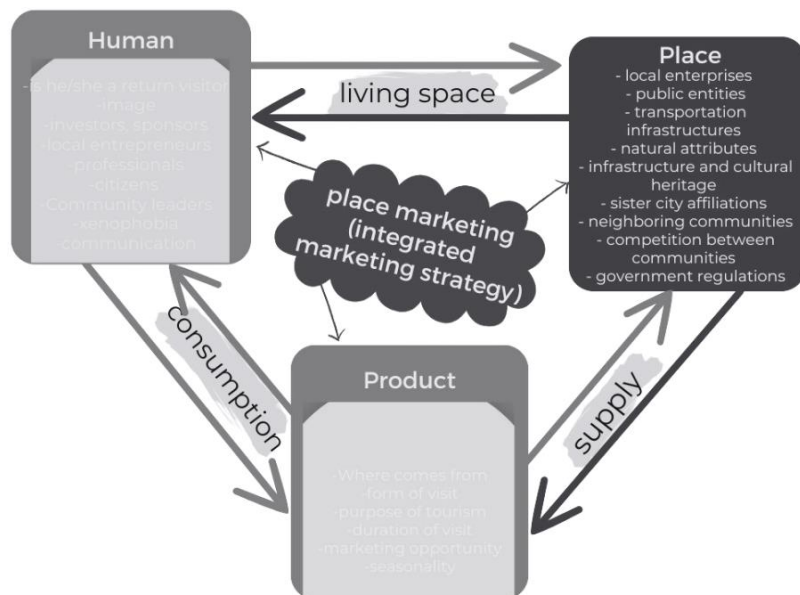 Human
-is he/she a return visitor
-image
-investors, sponsors
-local entrepreneurs
-professionals
-citizens
-Community leaders
-xenophobia
communication
living space
Place
- local enterprises
- public entities
- transportation
infrastructures
- natural attributes
- infrastructure and cultural
heritage
- sister city affiliations
- neighboring communities
- competition between
communities
- government regulations
place marketing
(integrated
marketing strategy)
consumption
supply
Product
-Where comes from
-form of visit
-purpose of tourism
-duration of visit
-marketing opportunity
-seasonality